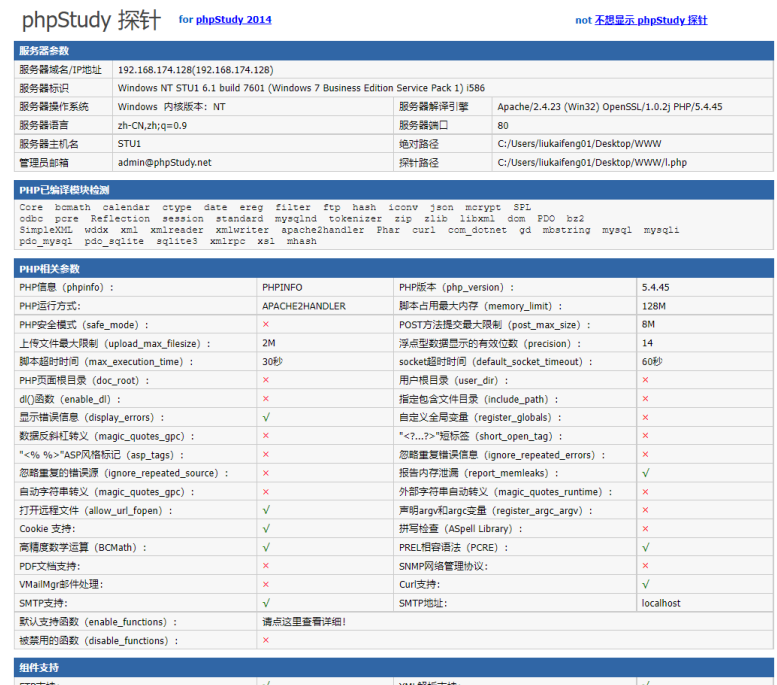 phpStudy 探针 for phpStudy 2014 not 不想显示 phpStudy 探针
服务器参数
服务器域名/IP地址 192.168.174.128(192.168.174.128)
服务器标识 Windows NT STU1 6.1 build 7601 (Windows 7 Business Edition Service Pack 1) i586
服务器操作系统 Windows 内核版本: NT 服务器解译引擎 Apache/2.4.23 (Win32) OpenSSL/1.0.2j PHP/5.4.45
服务器语言 zh-CN,zh;q=0.9 服务器端口 80
服务器主机名 STU1 绝对路径 C:/Users/liukaifeng01/Desktop/WWW
管理员邮箱 admin@phpStudy.net 探针路径 C:/Users/liukaifeng01/Desktop/WWW/l.php
PHP已编译模块检测
Core bcmath calendar ctype date ereg filter ftp hash iconv json mcrypt SPL
odbc pcre Reflection session standard mysqlnd tokenizer zip zlib libxml dom PDO bz2
SimpleXML wddx xml xmlreader xmlwriter apache2handler Phar curl com_dotnet gd mbstring mysql mysqli
pdo_mysql pdo_sqlite sqlite3 xmlrpc xsl mhash
PHP相关参数
PHP信息（phpinfo）: PHPINFO PHP版本（php_version）: 5.4.45
PHP运行方式: APACHE2HANDLER 脚本占用最大内存（memory_limit）: 128M
PHP安全模式（safe_mode）: × POST方法提交最大限制（post_max_size）: 8M
上传文件最大限制（upload_max_filesize）: 2M 浮点型数据显示的有效位数（precision）: 14
脚本超时时间（max_execution_time）: 30秒 socket超时时间（default_socket_timeout）: 60秒
PHP页面根目录（doc_root）: × 用户根目录（user_dir）: ×
dl()函数（enable_dl）: × 指定包含文件目录（include_path）: ×
显示错误信息（display_errors）: √ 自定义全局变量（register_globals）: ×
数据反斜杠转义（magic_quotes_gpc）: × "<?...?>"短标签（short_open_tag）: ×
"<% %>"ASP风格标记（asp_tags）: × 忽略重复错误信息（ignore_repeated_errors）: ×
忽略重复的错误源（ignore_repeated_source）: × 报告内存泄漏（report_memleaks）: √
自动字符串转义（magic_quotes_gpc）: × 外部字符串自动转义（magic_quotes_runtime）: ×
打开远程文件（allow_url_fopen）: √ 声明argv和argc变量（register_argc_argv）: ×
Cookie 支持: √ 拼写检查（ASpell Library）: ×
高精度数学运算（BCMath）: √ PREL相容语法（PCRE）: √
PDF文档支持: × SNMP网络管理协议: ×
VMailMgr邮件处理: × Curl支持: √
SMTP支持: √ SMTP地址: localhost
默认支持函数（enable_functions）: 请点这里查看详细!
被禁用的函数（disable_functions）: ×
组件支持